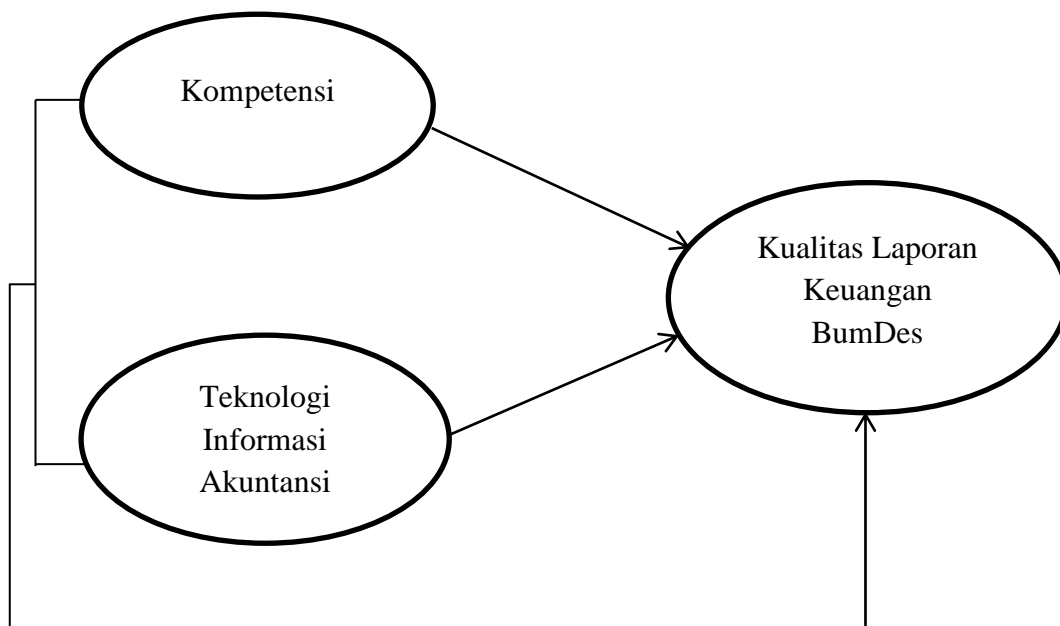 Kompetensi
Kualitas Laporan
Keuangan
BumDes
Teknologi
Informasi
Akuntansi